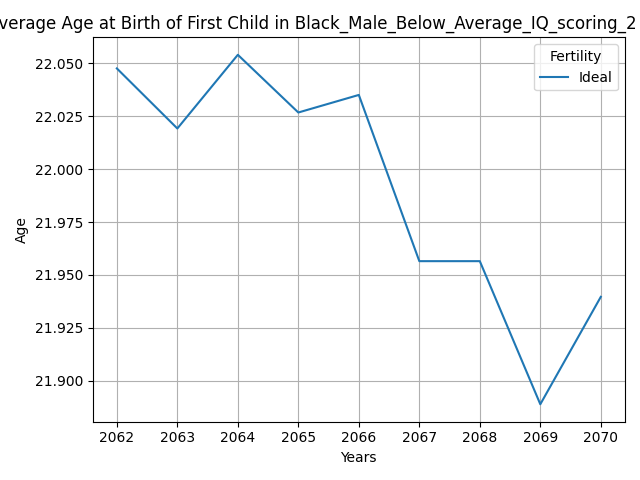 verage Age at Birth of First Child in Black_Male_Below_Average_IQ_scoring_2
Fertility
Ideal
22.050
22.025
22.000
21.975
21.950
21.925
21.900
Age
2062 2063 2064 2065 2066 2067 2068 2069 2070
Years